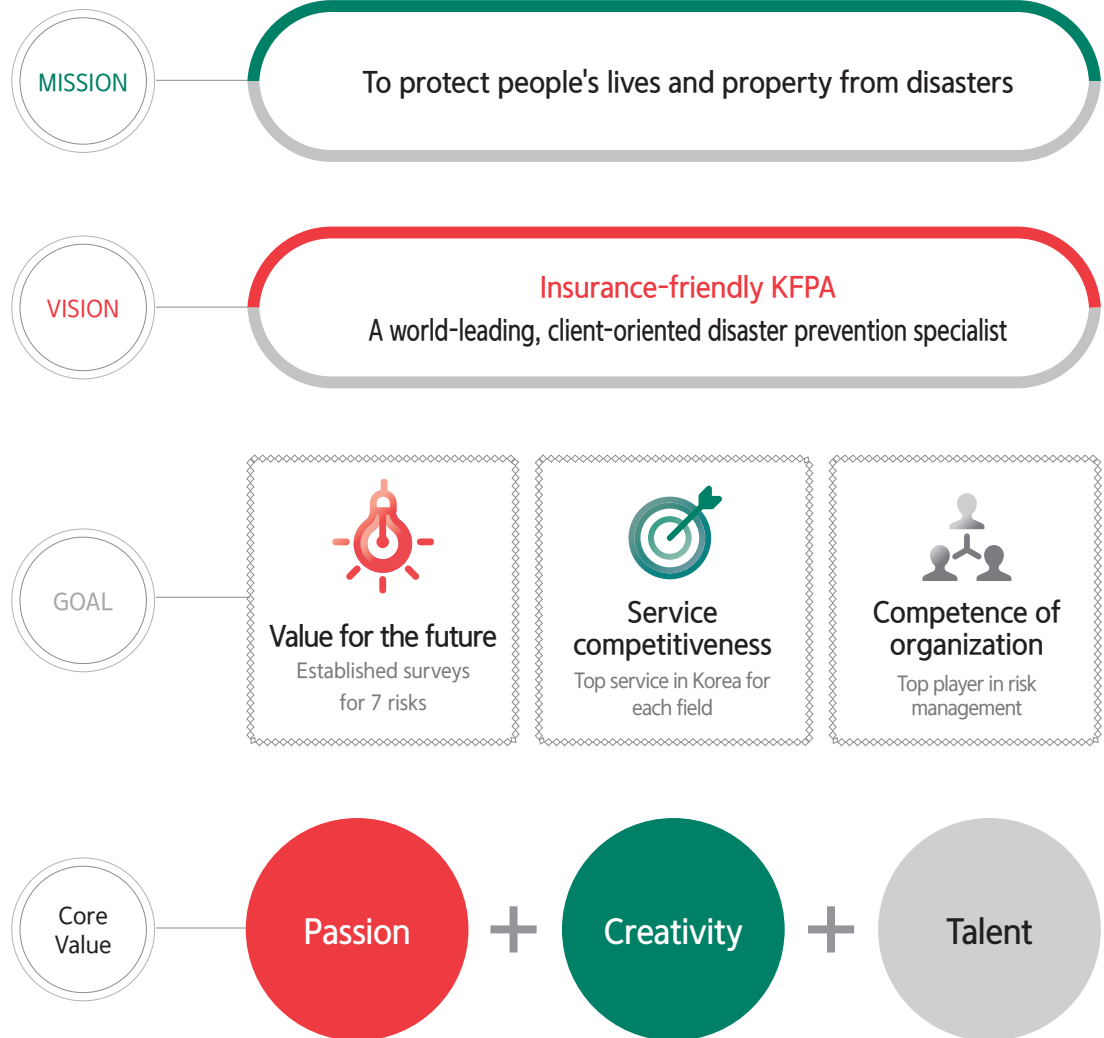 MISSION
To protect people's lives and property from disasters
VISION
Insurance-friendly KFPA
A world-leading, client-oriented disaster prevention specialist
GOAL
Value for the future
Established surveys
for 7 risks
Service
competitiveness
Top service in Korea for
each field
Competence of
organization
Top player in risk
management
Core
Value
Passion
+
Creativity
+
Talent